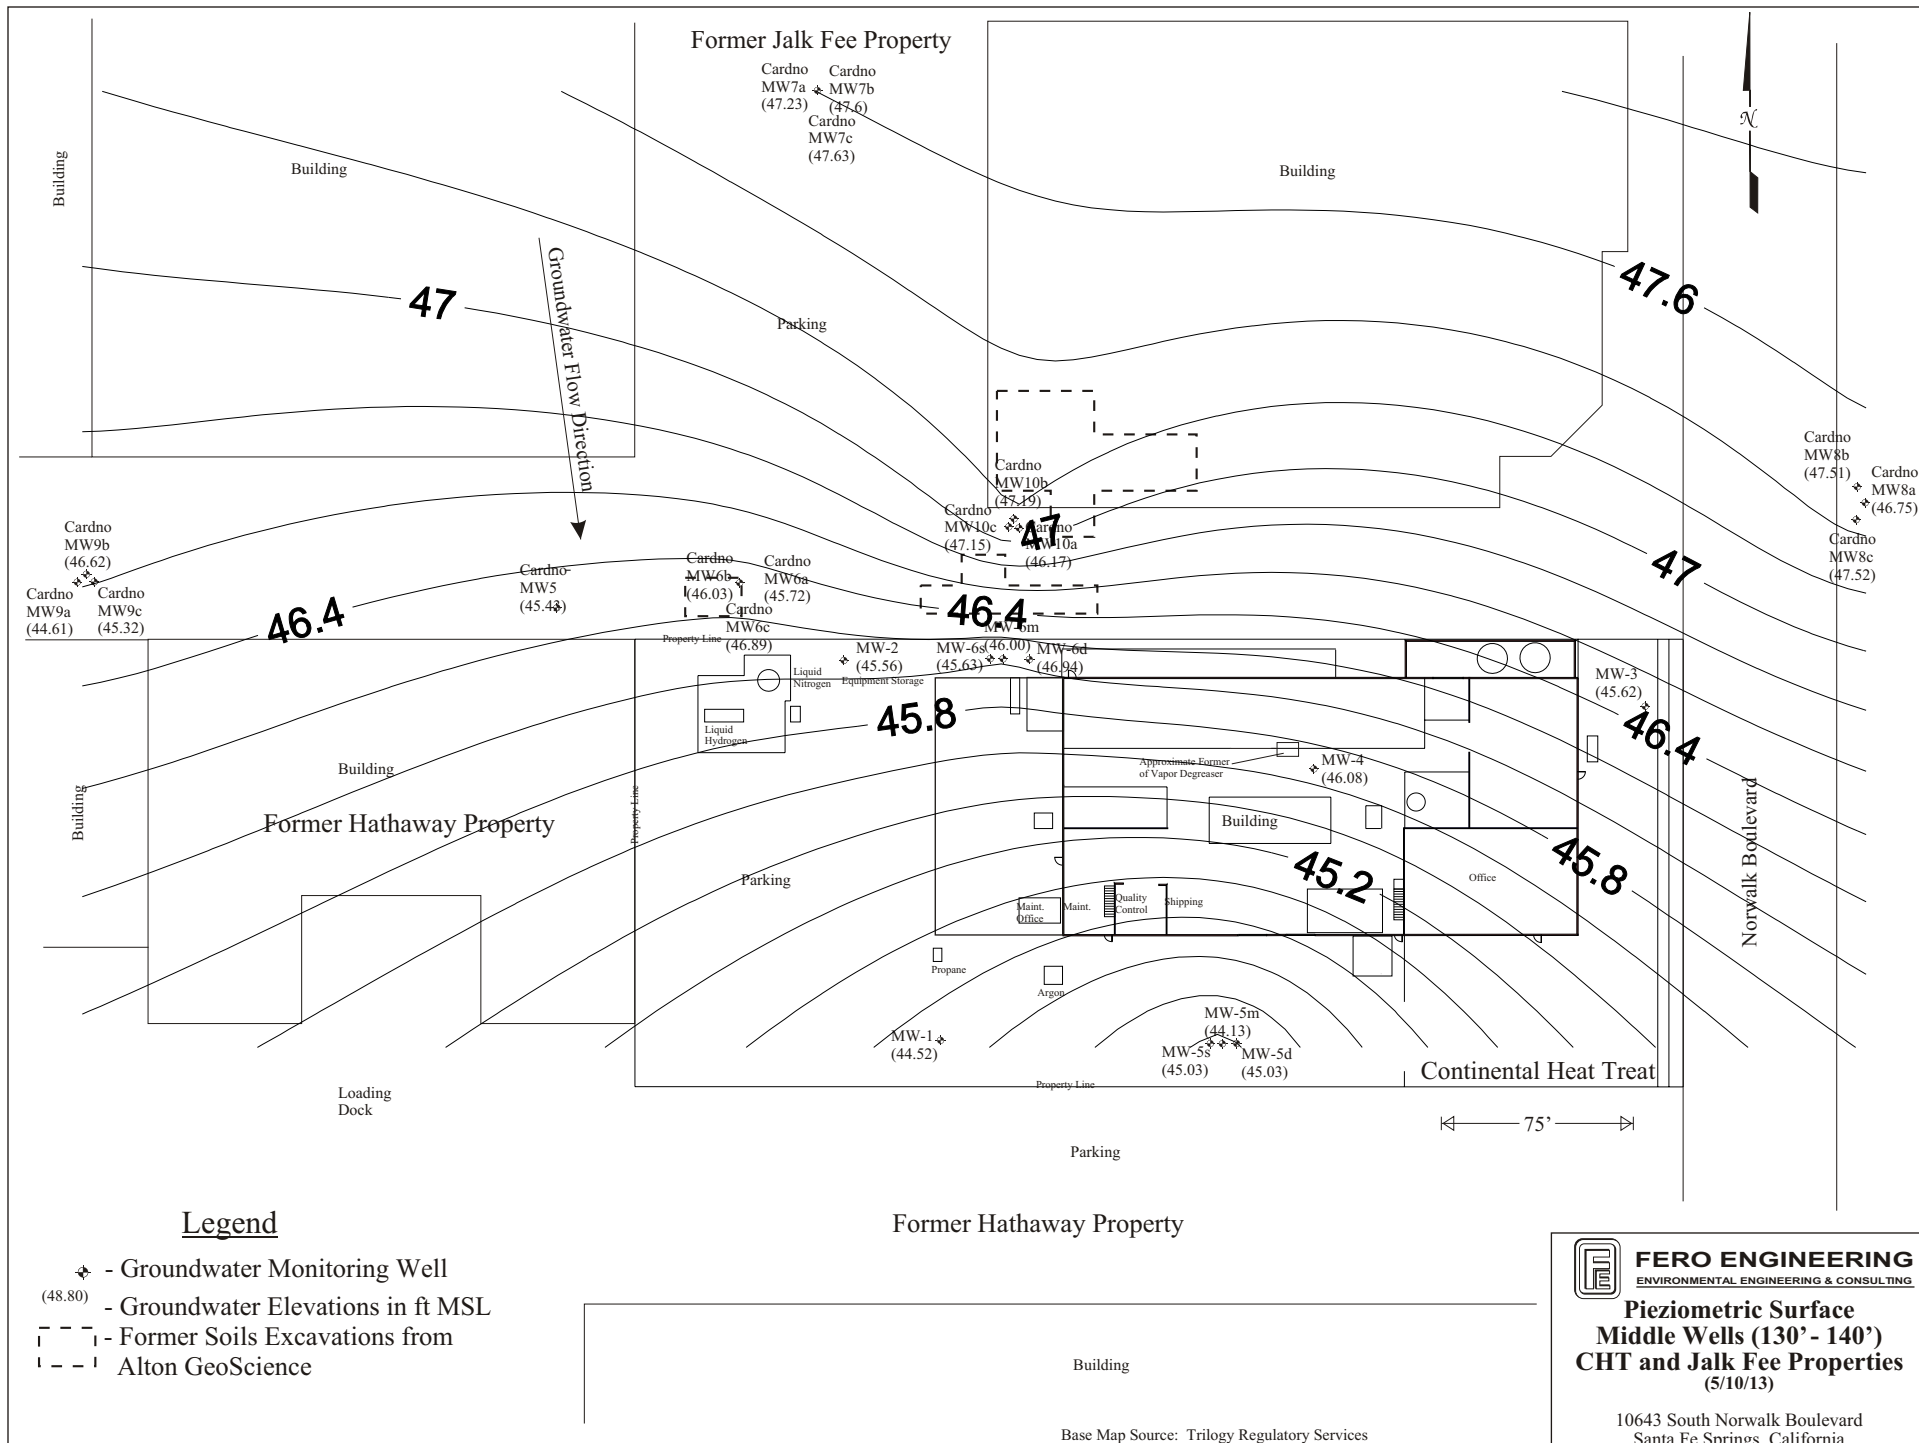 Former Jalk Fee Property
Cardno
MW7a
(47.23)
Cardno
MW7b
(47.6)
Cardno
MW7c
(47.63)
N
Building
Building
Building
47
Groundwater Flow Direction
Parking
47.6
Cardno
MW8b
(47.51)
Cardno
MW8a
(46.75)
Cardno
MW8c
(47.52)
Cardno
MW10b
(47.19)
Cardno
MW10c
(47.15)
Cardno
MW10a
(46.17)
47
47
Cardno
MW9b
(46.62)
Cardno
MW9a
(44.61)
Cardno
MW9c
(45.32)
46.4
Cardno
MW5
(45.43)
Cardno
MW6b
(46.03)
Cardno
MW6a
(45.72)
Cardno
MW6c
(46.89)
46.4
Property Line
MW-2
(45.56)
MW-6s
(45.63)
MW-6m
(46.00)
MW-6d
(46.94)
MW-3
(45.62)
Liquid
Nitrogen
Equipment Storage
Liquid
Hydrogen
45.8
46.4
Approximate Former
of Vapor Degreaser
MW-4
(46.08)
Building
Building
Former Hathaway Property
Property Line
Building
Norwalk Boulevard
45.2
45.8
Parking
Office
Maint.
Office
Maint.
Quality
Control
Shipping
Propane
Argon
MW-1
(44.52)
MW-5m
(44.13)
MW-5s
(45.03)
MW-5d
(45.03)
Continental Heat Treat
Property Line
Loading
Dock
75'
Parking
Former Hathaway Property
Legend
- Groundwater Monitoring Well
(48.80) - Groundwater Elevations in ft MSL
- Former Soils Excavations from
Alton GeoScience
Building
Base Map Source: Trilogy Regulatory Services
FE
FERO ENGINEERING
ENVIRONMENTAL ENGINEERING & CONSULTING
Pieziometric Surface
Middle Wells (130' - 140')
CHT and Jalk Fee Properties
(5/10/13)
10643 South Norwalk Boulevard
Santa Fe Springs, California